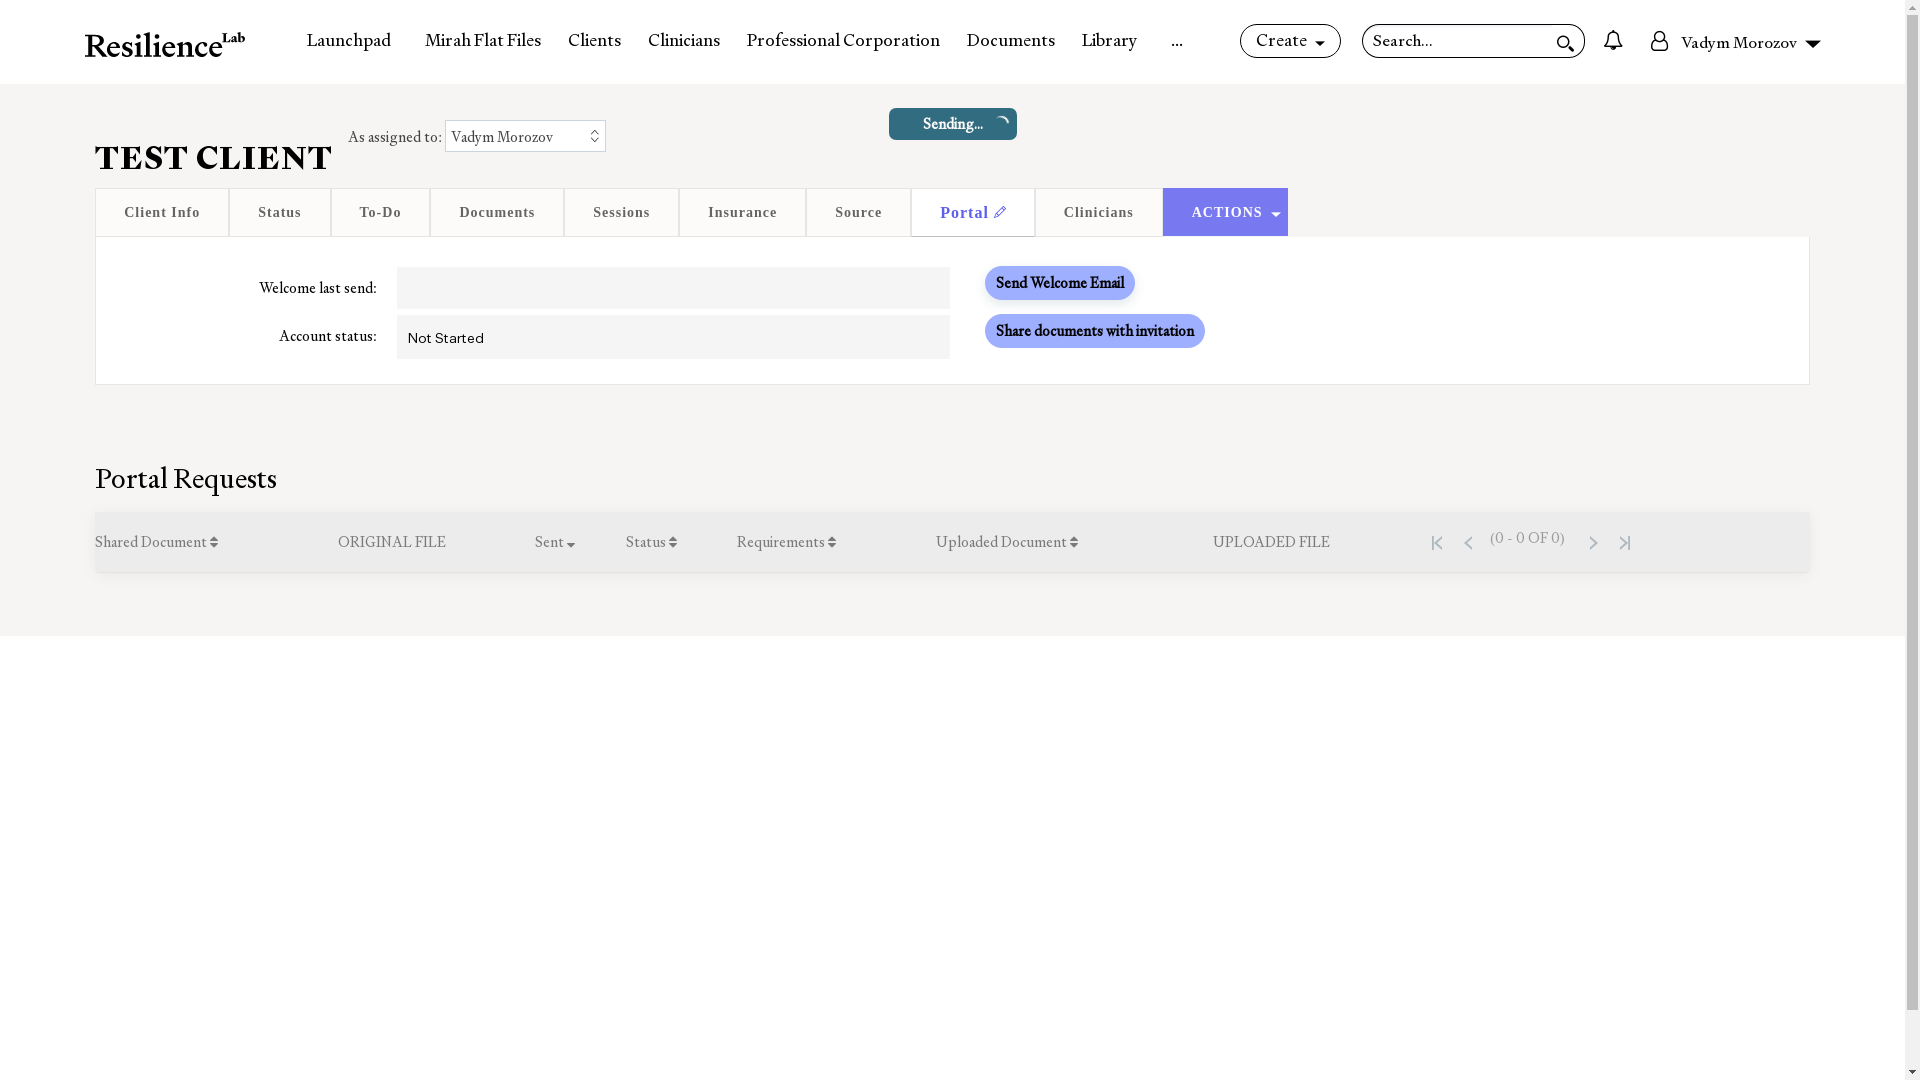 ResilienceLab Launchpad Mirah Flat Files Clients Clinicians Professional Corporation Documents Library ... Create Search... Vadym Morozov
Sending...
As assigned to: Vadym Morozov
TEST CLIENT
Client Info Status To-Do Documents Sessions Insurance Source Portal Clinicians ACTIONS
Welcome last send: Send Welcome Email
Account status: Not Started Share documents with invitation
Portal Requests
Shared Document ORIGINAL FILE Sent Status Requirements Uploaded Document UPLOADED FILE (0 - 0 OF 0)